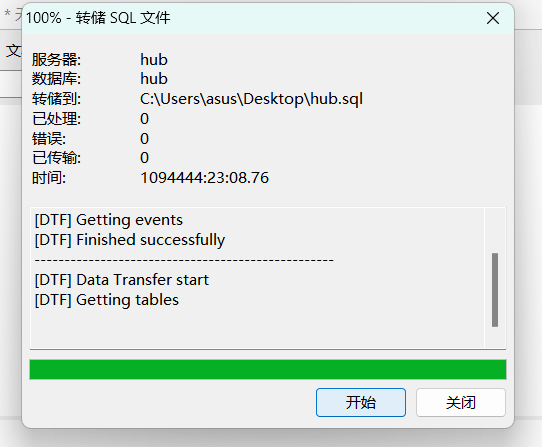 * 天
100% - 转储 SQL 文件
文
服务器: hub
数据库: hub
转储到: C:\Users\asus\Desktop\hub.sql
已处理: 0
错误: 0
已传输: 0
时间: 1094444:23:08.76
[DTF] Getting events
[DTF] Finished successfully
--------------------------------------------------
[DTF] Data Transfer start
[DTF] Getting tables
开始
关闭